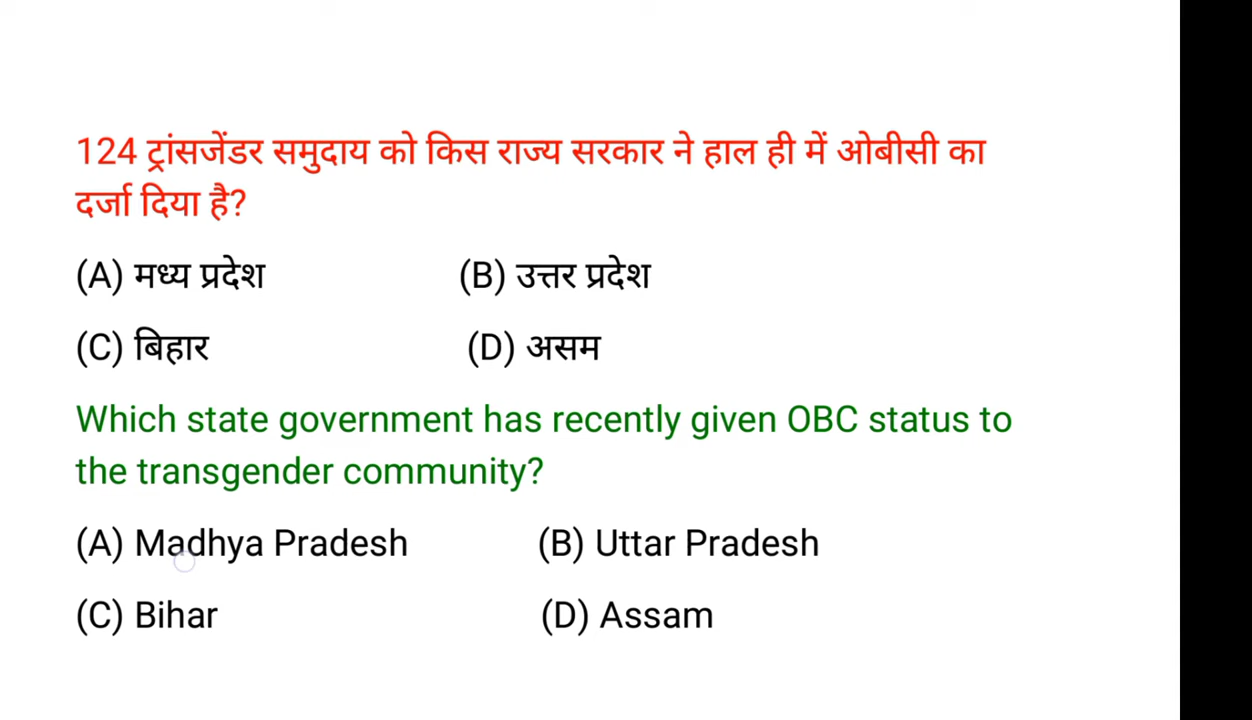 124 ट्रांसजेंडर समुदाय को किस राज्य सरकार ने हाल ही में ओबीसी का
दर्जा दिया है?
(A) मध्य प्रदेश (B) उत्तर प्रदेश
(C) बिहार (D) असम
Which state government has recently given OBC status to
the transgender community?
(A) Madhya Pradesh (B) Uttar Pradesh
(C) Bihar (D) Assam